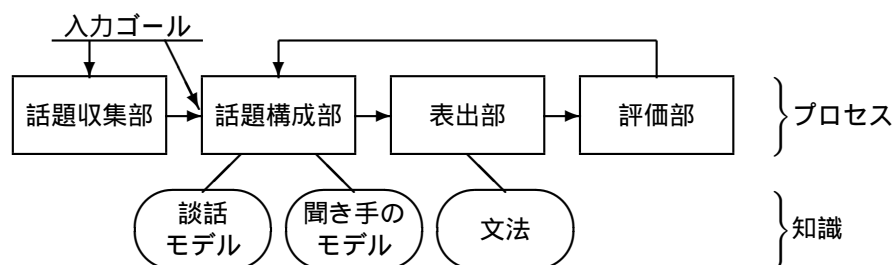 入力ゴール
話題収集部
話題構成部
表出部
評価部
プロセス
談話
モデル
聞き手の
モデル
文法
知識